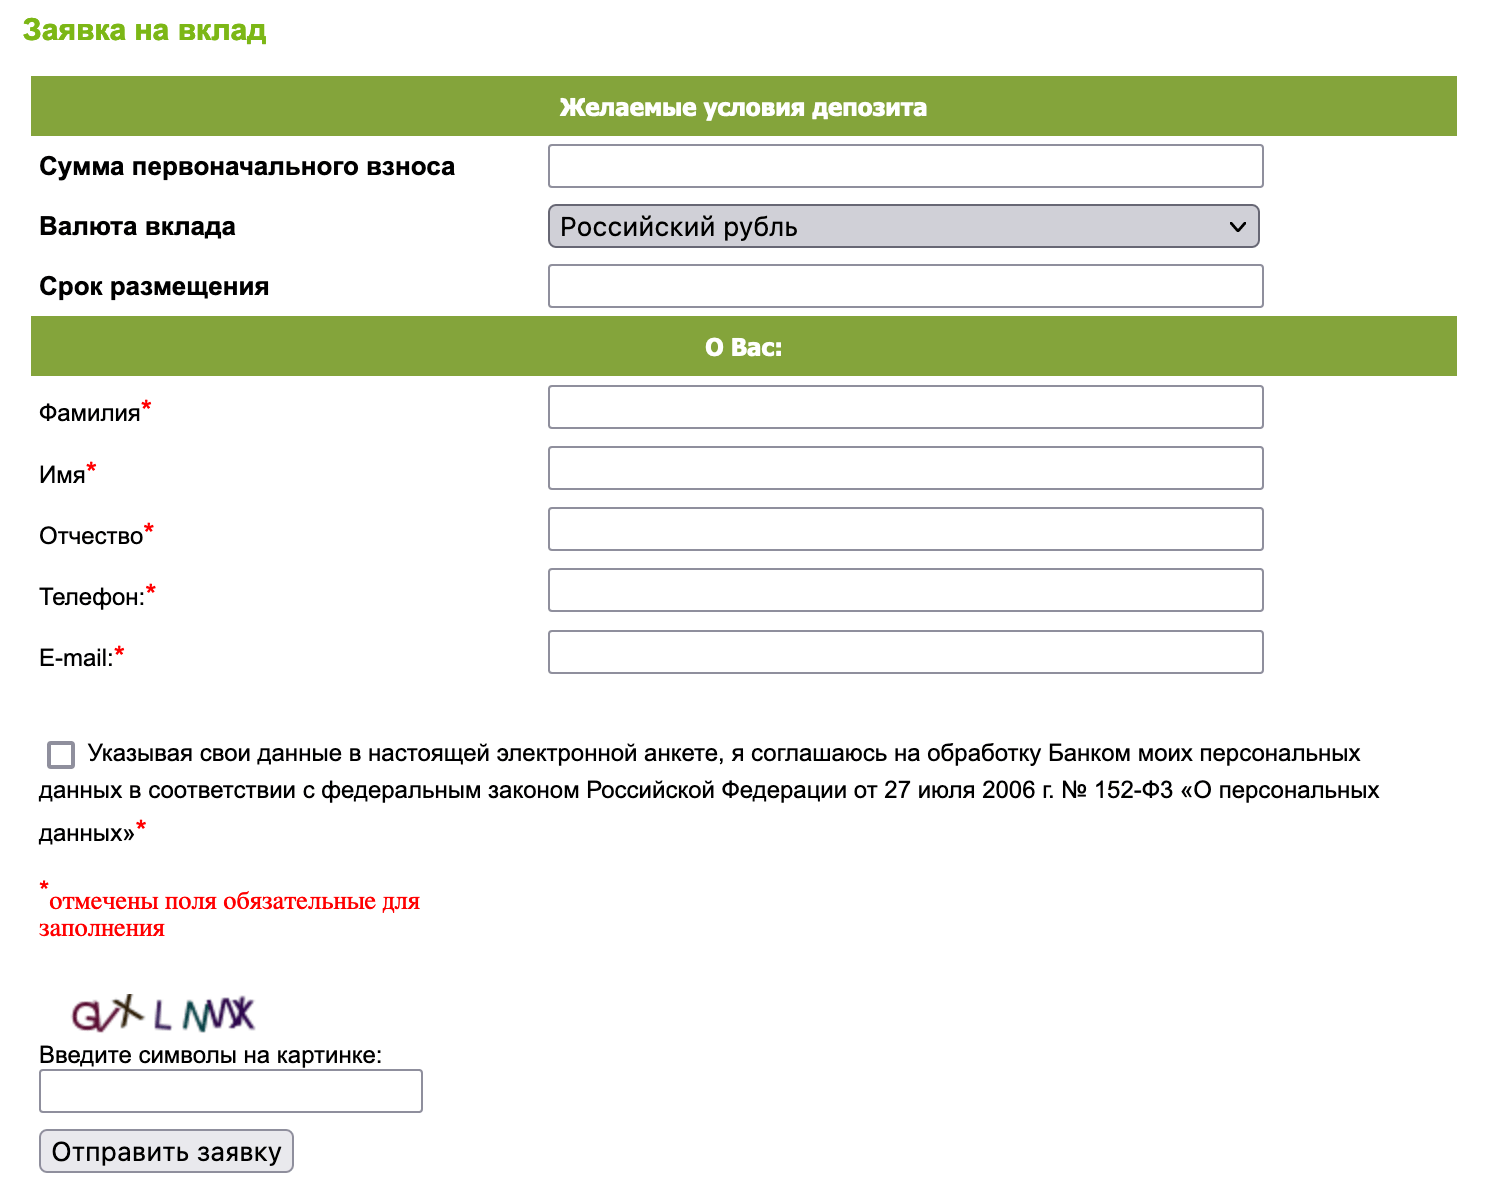 Заявка на вклад
Желаемые условия депозита
Сумма первоначального взноса
Валюта вклада
Российский рубль
Срок размещения
О Вас:
Фамилия*
Имя*
Отчество*
Телефон:*
E-mail:*
Указывая свои данные в настоящей электронной анкете, я соглашаюсь на обработку Банком моих персональных
данных в соответствии с федеральным законом Российской Федерации от 27 июля 2006 г. № 152-ФЗ «О персональных
данных»*
*отмечены поля обязательные для
заполнения
Введите символы на картинке:
Отправить заявку